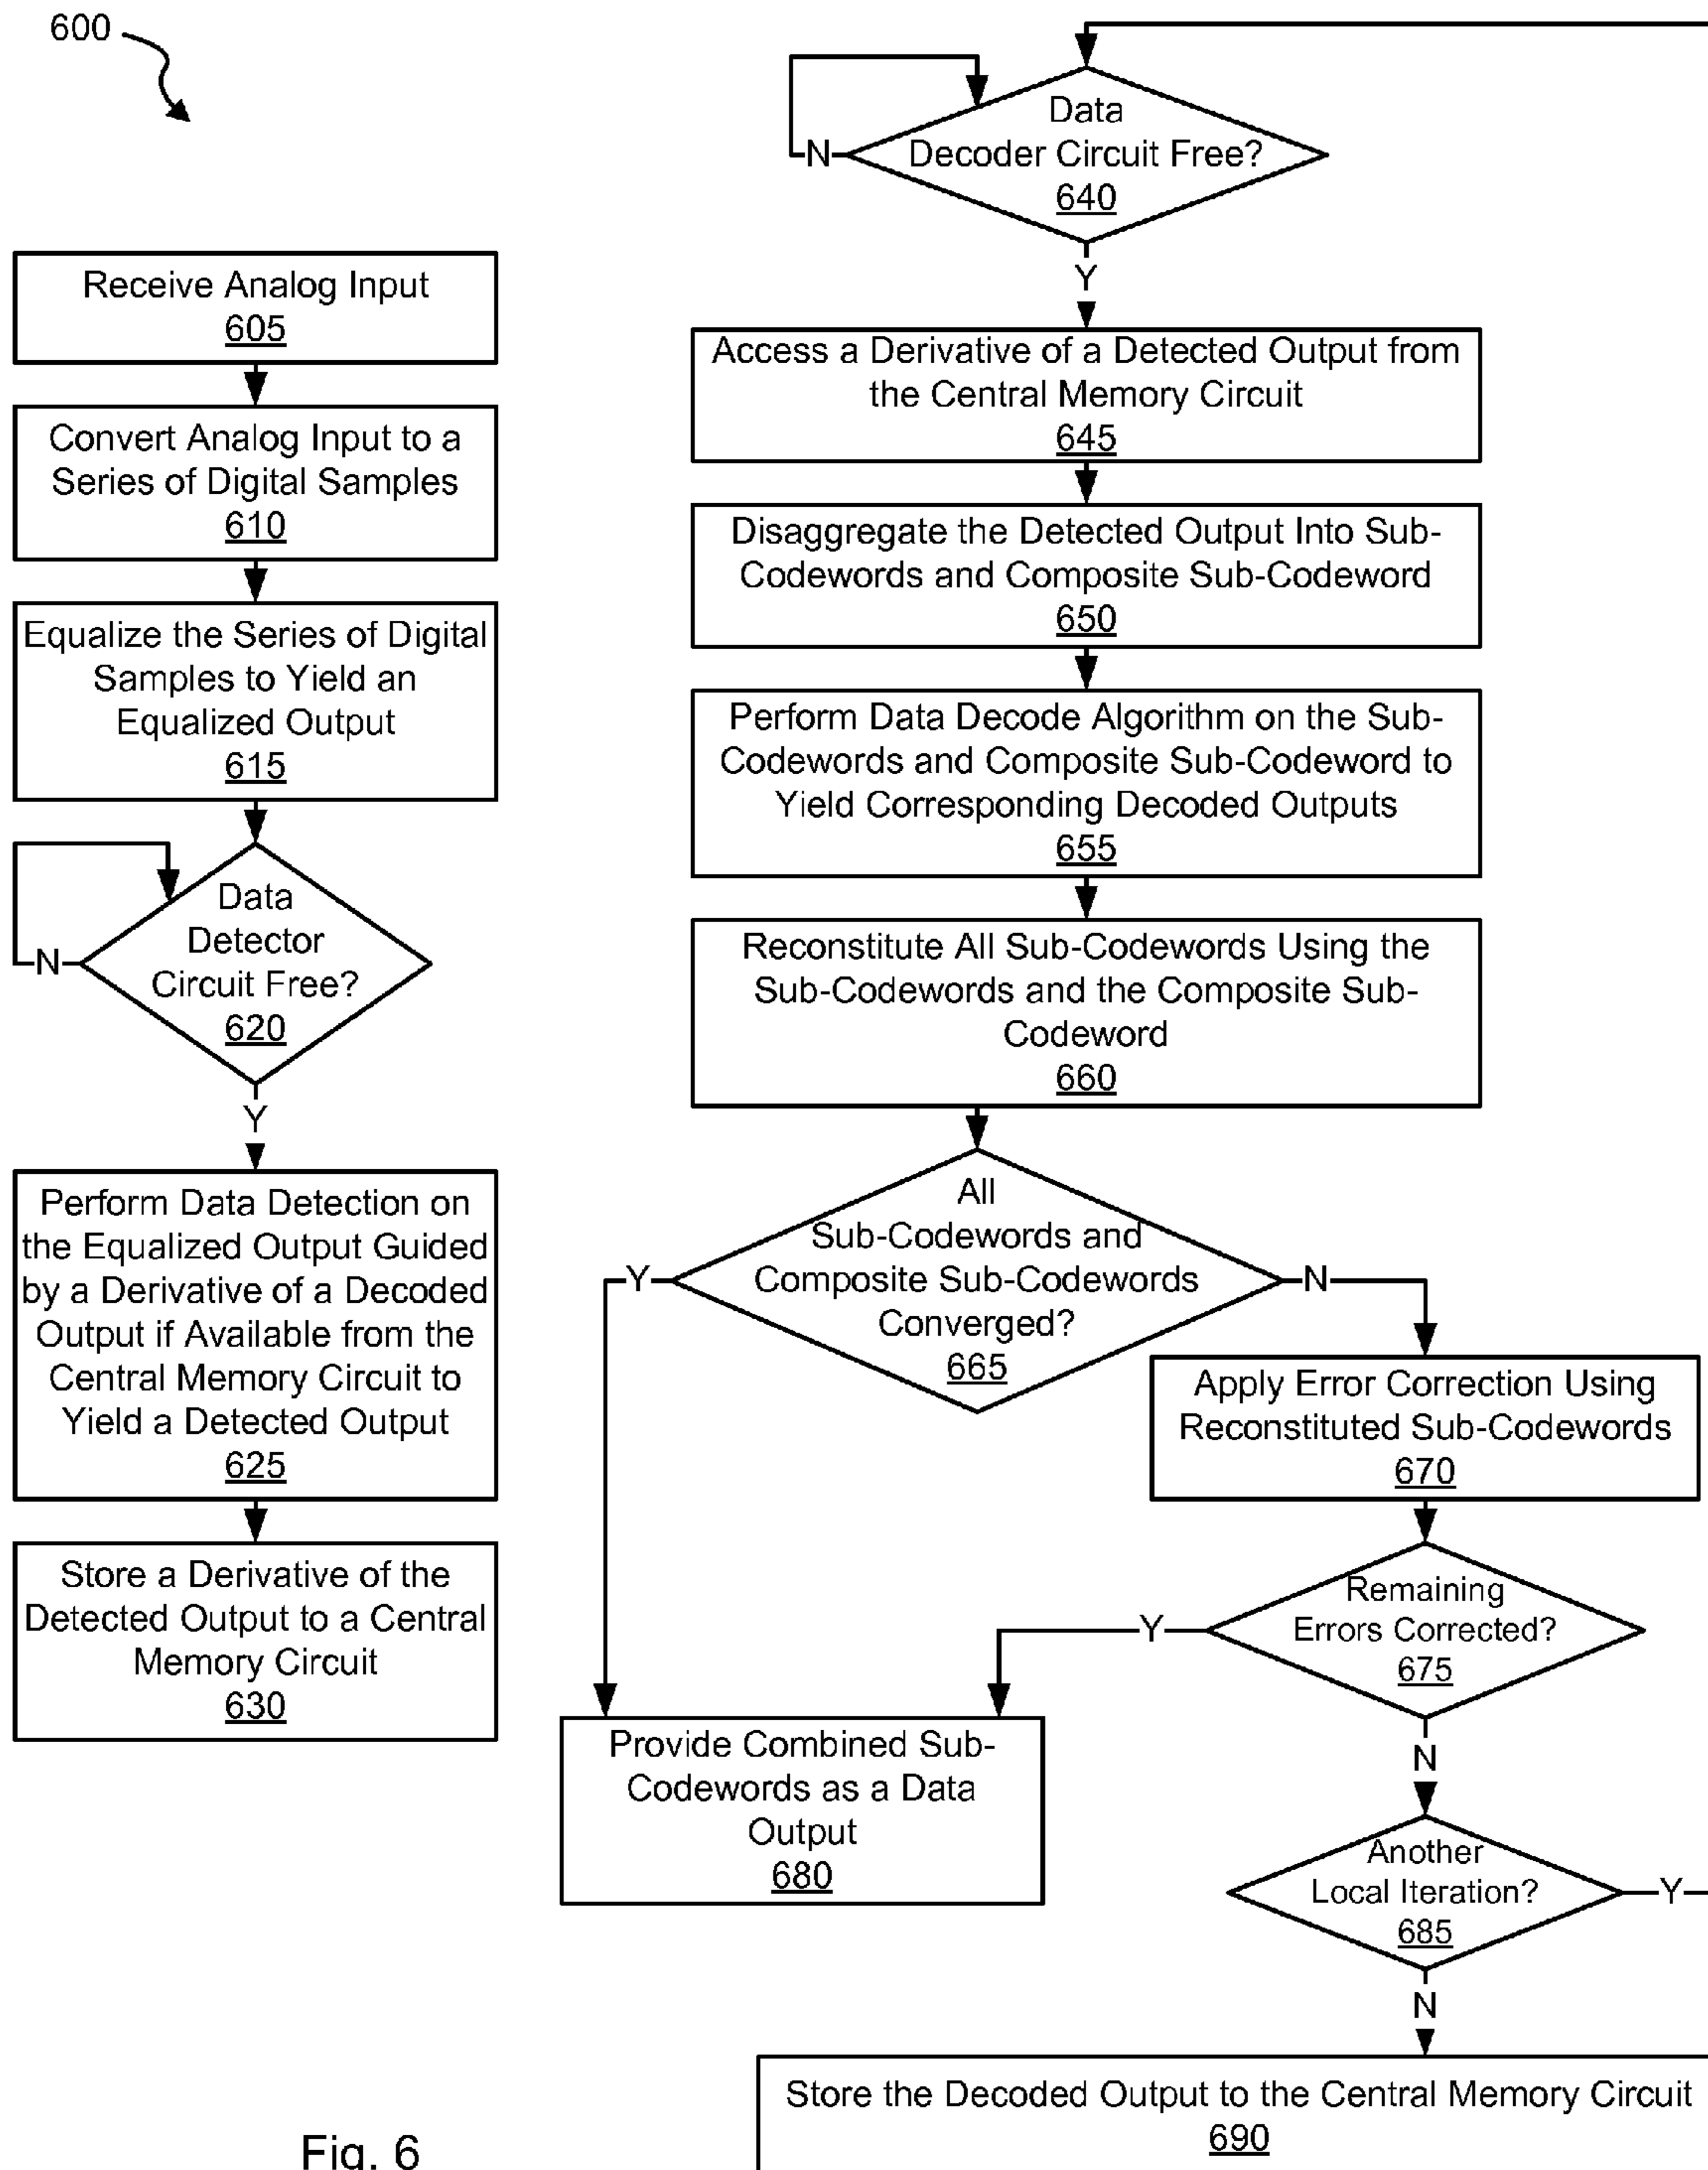 600
Receive Analog Input
605
Convert Analog Input to a
Series of Digital Samples
610
Equalize the Series of Digital
Samples to Yield an
Equalized Output
615
Data
Detector
Circuit Free?
620
N
Y
Perform Data Detection on
the Equalized Output Guided
by a Derivative of a Decoded
Output if Available from the
Central Memory Circuit to
Yield a Detected Output
625
Store a Derivative of the
Detected Output to a Central
Memory Circuit
630
Data
Decoder Circuit Free?
640
N
Y
Access a Derivative of a Detected Output from
the Central Memory Circuit
645
Disaggregate the Detected Output Into Sub-
Codewords and Composite Sub-Codeword
650
Perform Data Decode Algorithm on the Sub-
Codewords and Composite Sub-Codeword to
Yield Corresponding Decoded Outputs
655
Reconstitute All Sub-Codewords Using the
Sub-Codewords and the Composite Sub-
Codeword
660
All
Sub-Codewords and
Composite Sub-Codewords
Converged?
665
Y
N
Apply Error Correction Using
Reconstituted Sub-Codewords
670
Remaining
Errors Corrected?
675
Y
N
Provide Combined Sub-
Codewords as a Data
Output
680
Another
Local Iteration?
685
Y
N
Store the Decoded Output to the Central Memory Circuit
690
Fig. 6